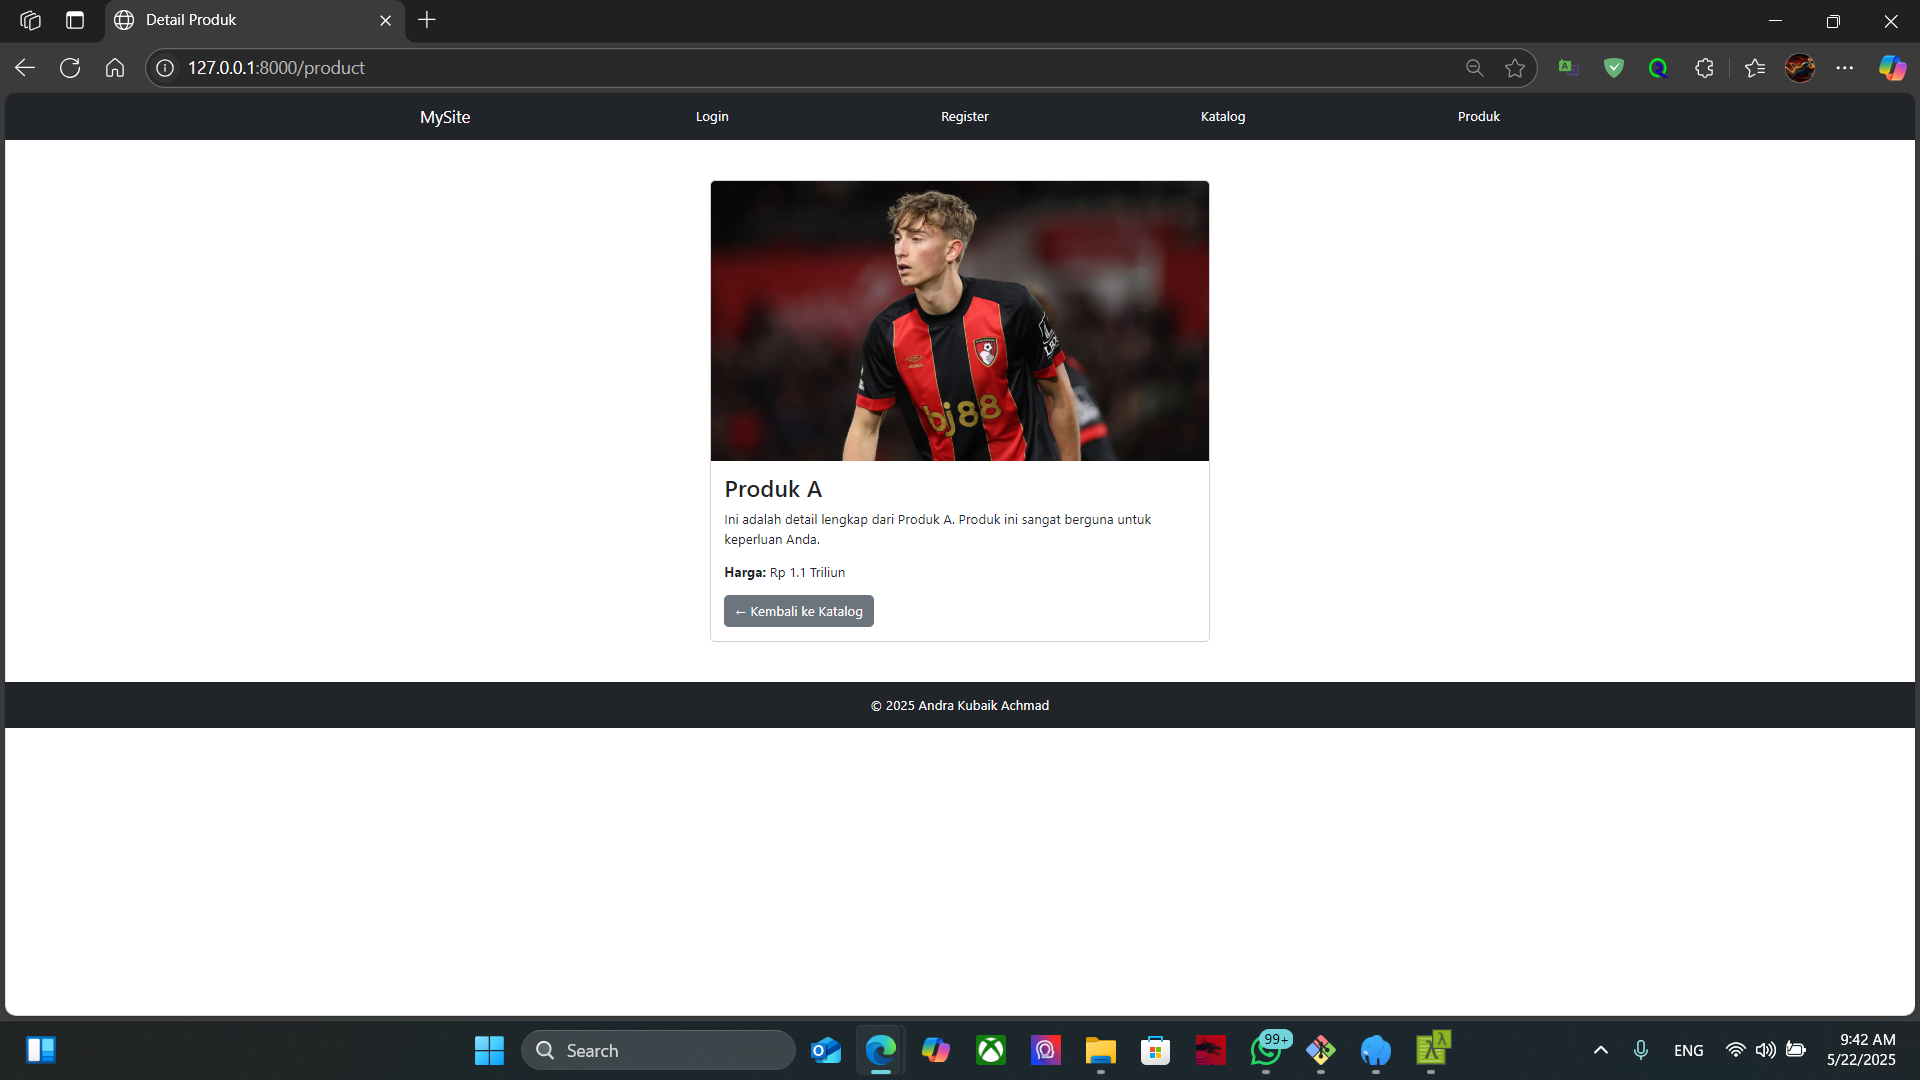 Detail Produk
127.0.0.1:8000/product
MySite
Login
Register
Katalog
Produk
bj88
Produk A
Ini adalah detail lengkap dari Produk A. Produk ini sangat berguna untuk
keperluan Anda.
Harga: Rp 1.1 Triliun
← Kembali ke Katalog
© 2025 Andra Kubaik Achmad
Search
99+
ENG
9:42 AM
5/22/2025